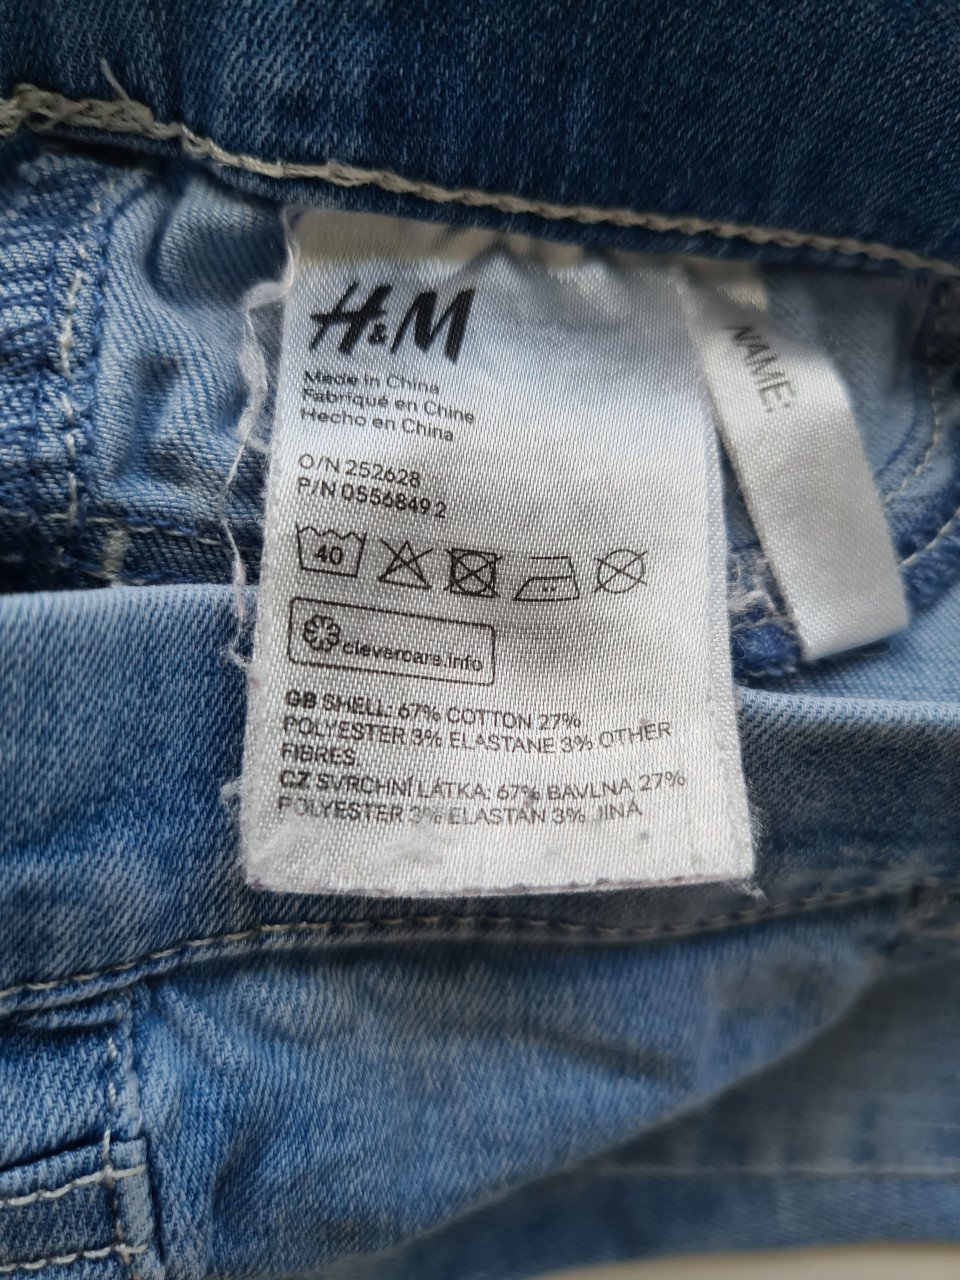 H&M
Made in China
Fabriqué en Chine
Hecho en China
O/N 252628
P/N 0556849 2
40
clevercare.info
GB SHELL: 67% COTTON 27%
POLYESTER 3% ELASTANE 3% OTHER
FIBRES
CZ SVRCHNÍ LÁTKA: 67% BAVLNA 27%
POLYESTER 3% ELASTAN 3% JINÁ
NAME: